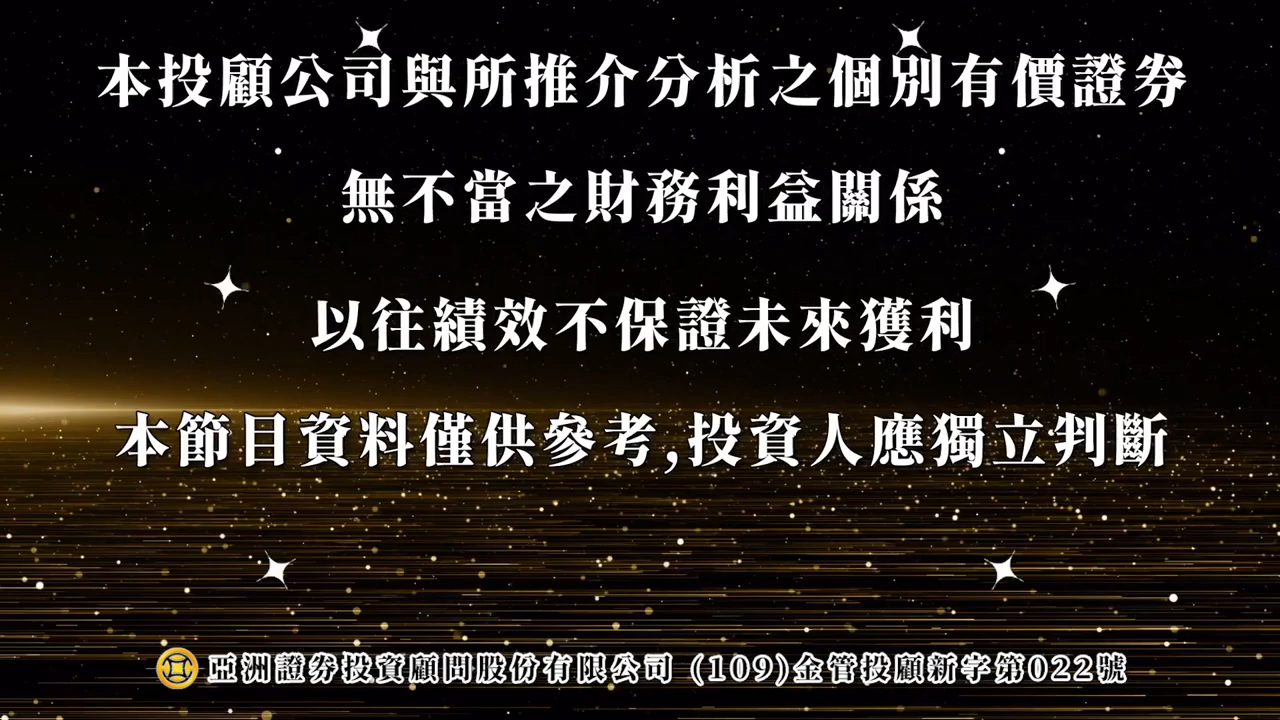 本投顧公司與所推介分析之個別有價證券
無不當之財務利益關係
以往績效不保證未來獲利
本節目資料僅供參考,投資人應獨立判斷
亞洲證券投資顧問股份有限公司 (109)金管投顧新字第022號